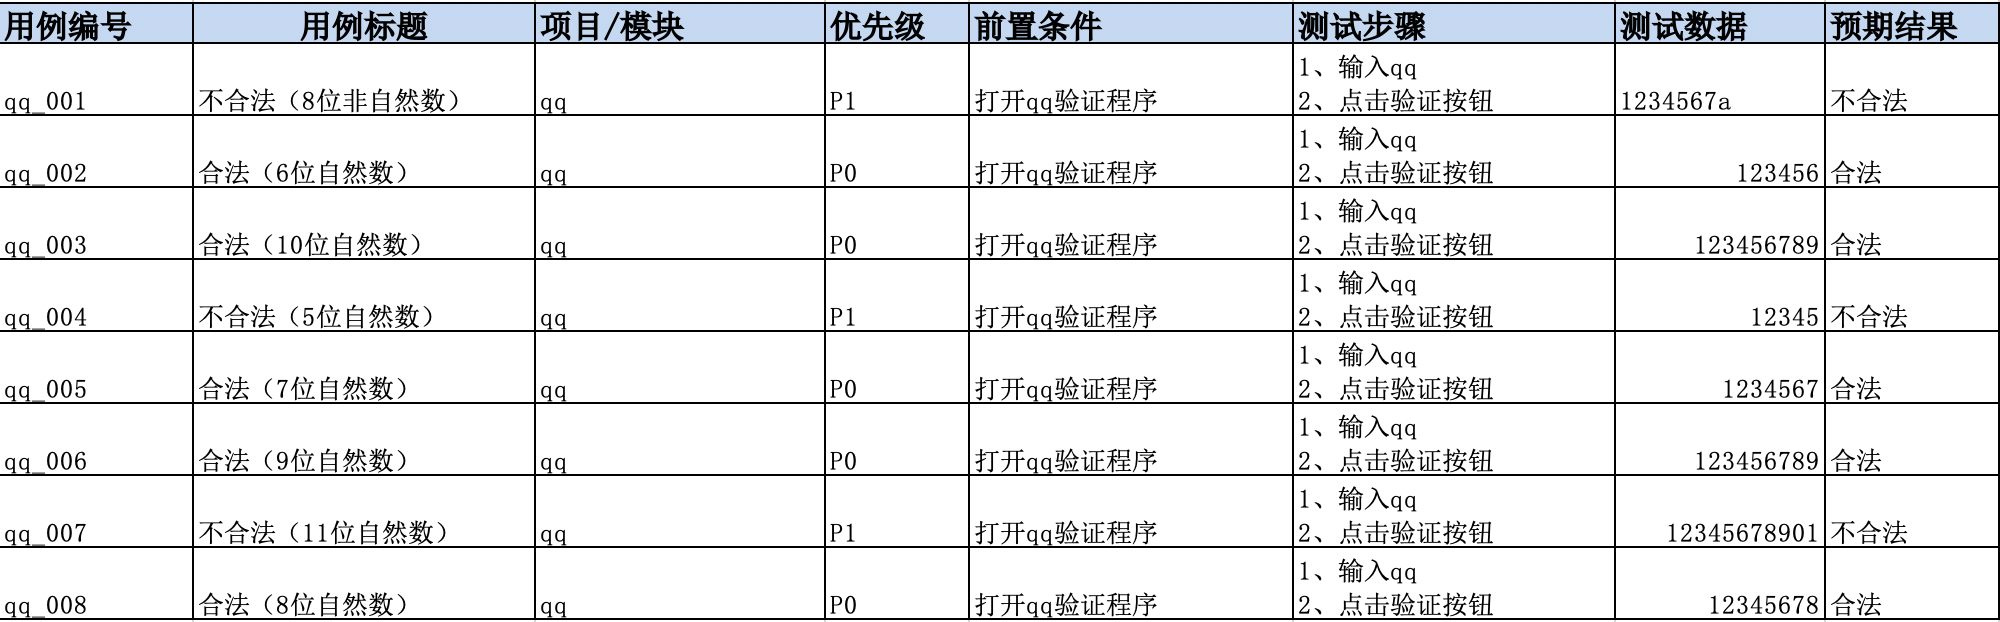 用例编号 用例标题 项目/模块 优先级 前置条件 测试步骤 测试数据 预期结果
1、输入qq
qq_001 不合法（8位非自然数） qq P1 打开qq验证程序 2、点击验证按钮 1234567a 不合法
1、输入qq
qq_002 合法（6位自然数） qq P0 打开qq验证程序 2、点击验证按钮 123456 合法
1、输入qq
qq_003 合法（10位自然数） qq P0 打开qq验证程序 2、点击验证按钮 123456789 合法
1、输入qq
qq_004 不合法（5位自然数） qq P1 打开qq验证程序 2、点击验证按钮 12345 不合法
1、输入qq
qq_005 合法（7位自然数） qq P0 打开qq验证程序 2、点击验证按钮 1234567 合法
1、输入qq
qq_006 合法（9位自然数） qq P0 打开qq验证程序 2、点击验证按钮 123456789 合法
1、输入qq
qq_007 不合法（11位自然数） qq P1 打开qq验证程序 2、点击验证按钮 12345678901 不合法
1、输入qq
qq_008 合法（8位自然数） qq P0 打开qq验证程序 2、点击验证按钮 12345678 合法